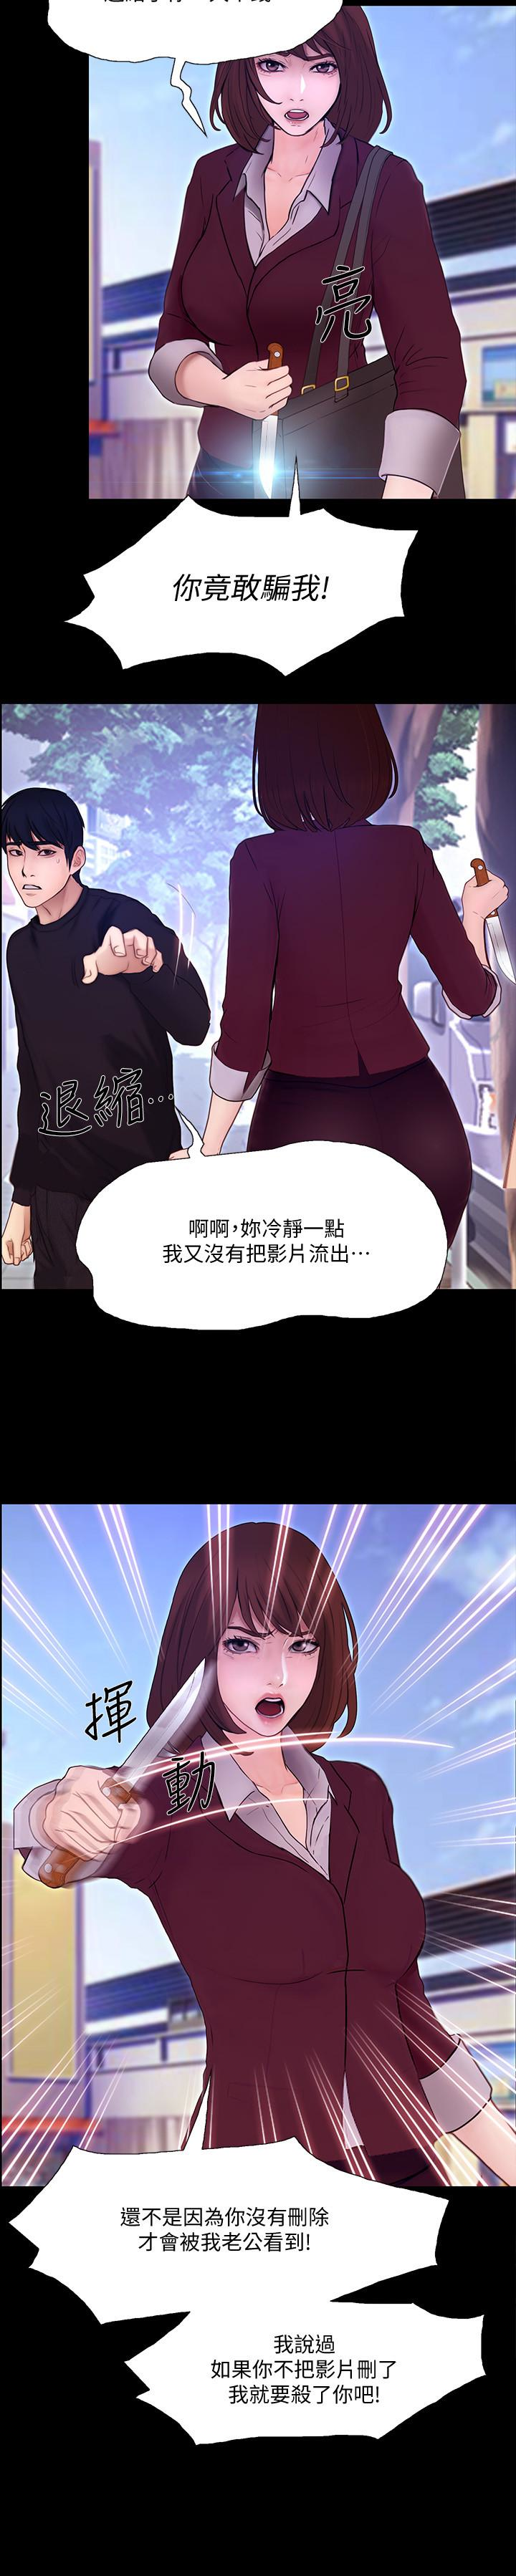 亮
你竟敢騙我!
退縮…
啊啊,妳冷靜一點
我又沒有把影片流出…
揮動
還不是因為你沒有刪除
才會被我老公看到!
我說過
如果你不把影片刪了
我就要殺了你吧!